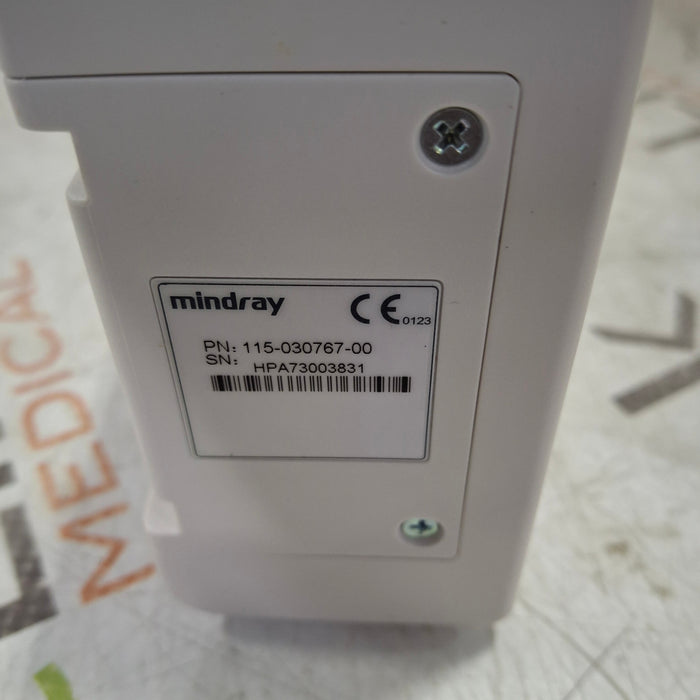 mindray CE 0123
PN: 115-030767-00
SN: HPA73003831
MEDICAL